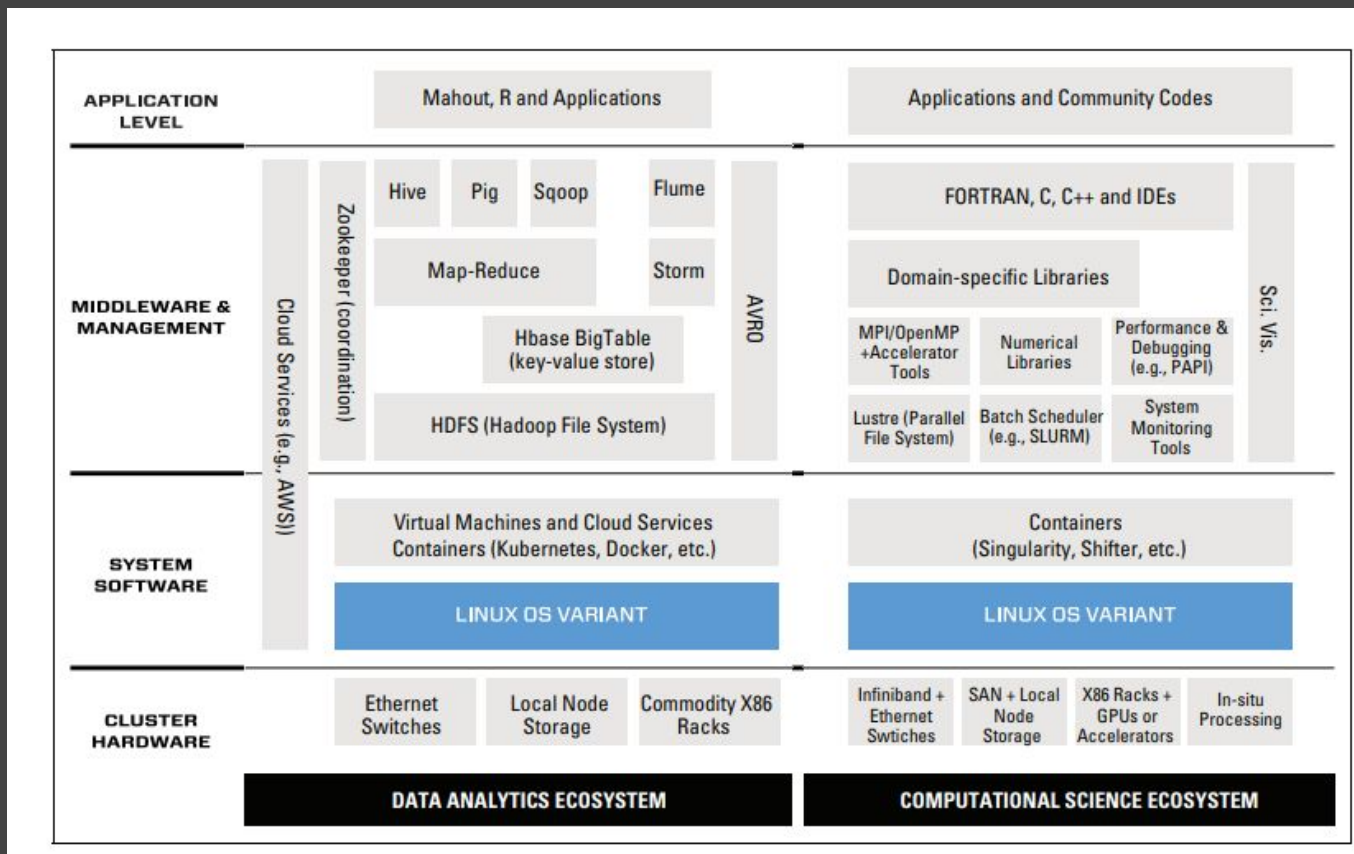 APPLICATION
LEVEL
Mahout, R and Applications
Applications and Community Codes
MIDDLEWARE &
MANAGEMENT
Cloud Services (e.g., AWS))
Zookeeper (coordination)
Hive
Pig
Sqoop
Flume
Map-Reduce
Storm
Hbase BigTable
(key-value store)
HDFS (Hadoop File System)
AVRO
FORTRAN, C, C++ and IDEs
Domain-specific Libraries
MPI/OpenMP
+Accelerator
Tools
Numerical
Libraries
Performance &
Debugging
(e.g., PAPI)
Lustre (Parallel
File System)
Batch Scheduler
(e.g., SLURM)
System
Monitoring
Tools
Sci. Vis.
SYSTEM
SOFTWARE
Virtual Machines and Cloud Services
Containers (Kubernetes, Docker, etc.)
LINUX OS VARIANT
Containers
(Singularity, Shifter, etc.)
LINUX OS VARIANT
CLUSTER
HARDWARE
Ethernet
Switches
Local Node
Storage
Commodity X86
Racks
Infiniband +
Ethernet
Swtiches
SAN + Local
Node
Storage
X86 Racks +
GPUs or
Accelerators
In-situ
Processing
DATA ANALYTICS ECOSYSTEM
COMPUTATIONAL SCIENCE ECOSYSTEM